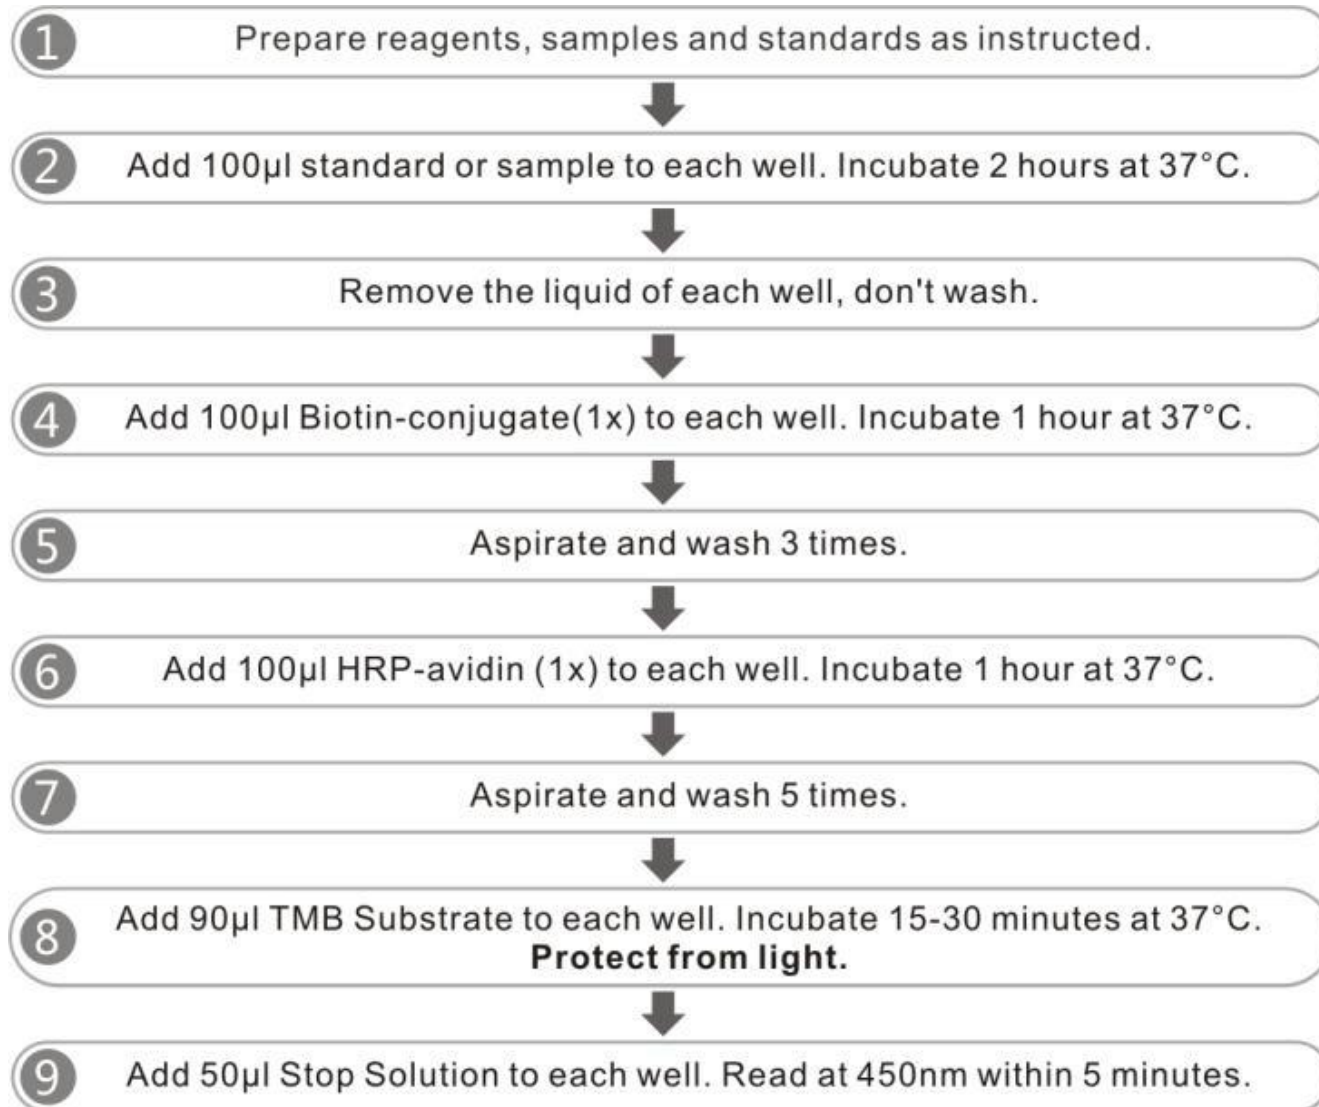 1 Prepare reagents, samples and standards as instructed.
2 Add 100µl standard or sample to each well. Incubate 2 hours at 37°C.
3 Remove the liquid of each well, don't wash.
4 Add 100µl Biotin-conjugate(1x) to each well. Incubate 1 hour at 37°C.
5 Aspirate and wash 3 times.
6 Add 100µl HRP-avidin (1x) to each well. Incubate 1 hour at 37°C.
7 Aspirate and wash 5 times.
8 Add 90µl TMB Substrate to each well. Incubate 15-30 minutes at 37°C.
Protect from light.
9 Add 50µl Stop Solution to each well. Read at 450nm within 5 minutes.